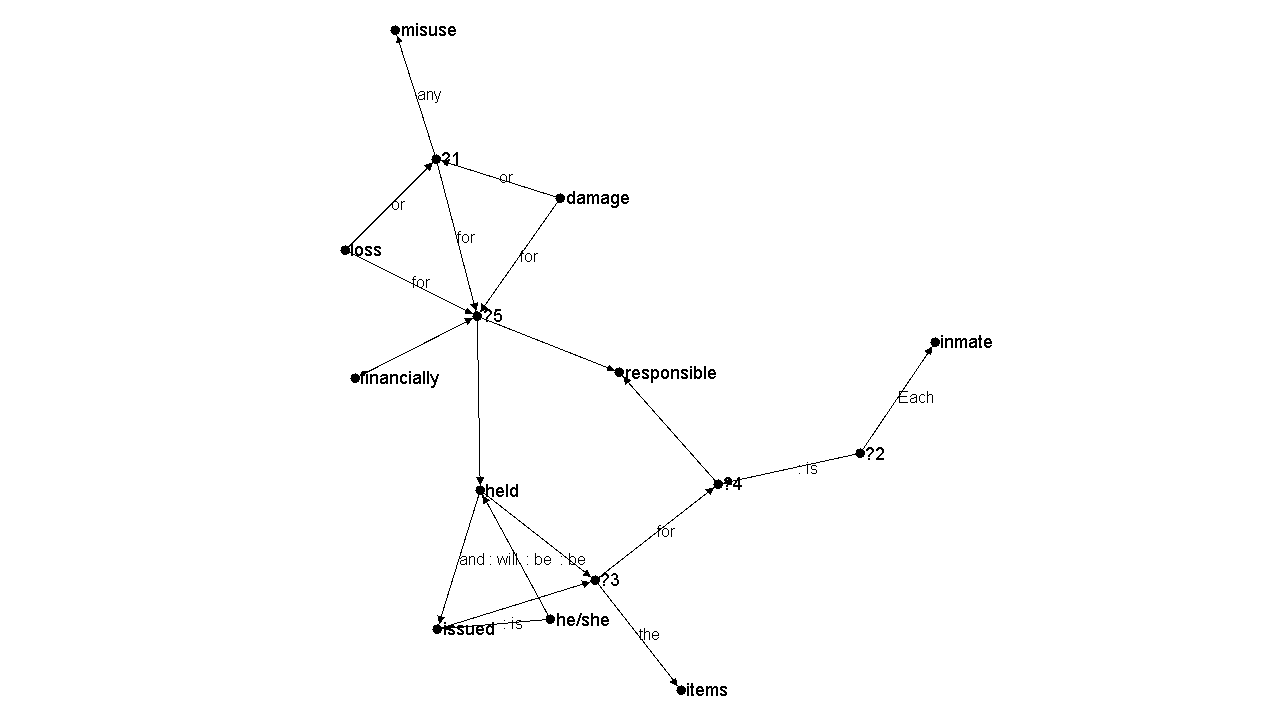 misuse
any
?1
or
damage
or
loss
for
for
for
?5
inmate
responsible
financially
Each
?2
: is
?4
held
for
and : will : be : be
?3
he/she
: is
issued
the
items